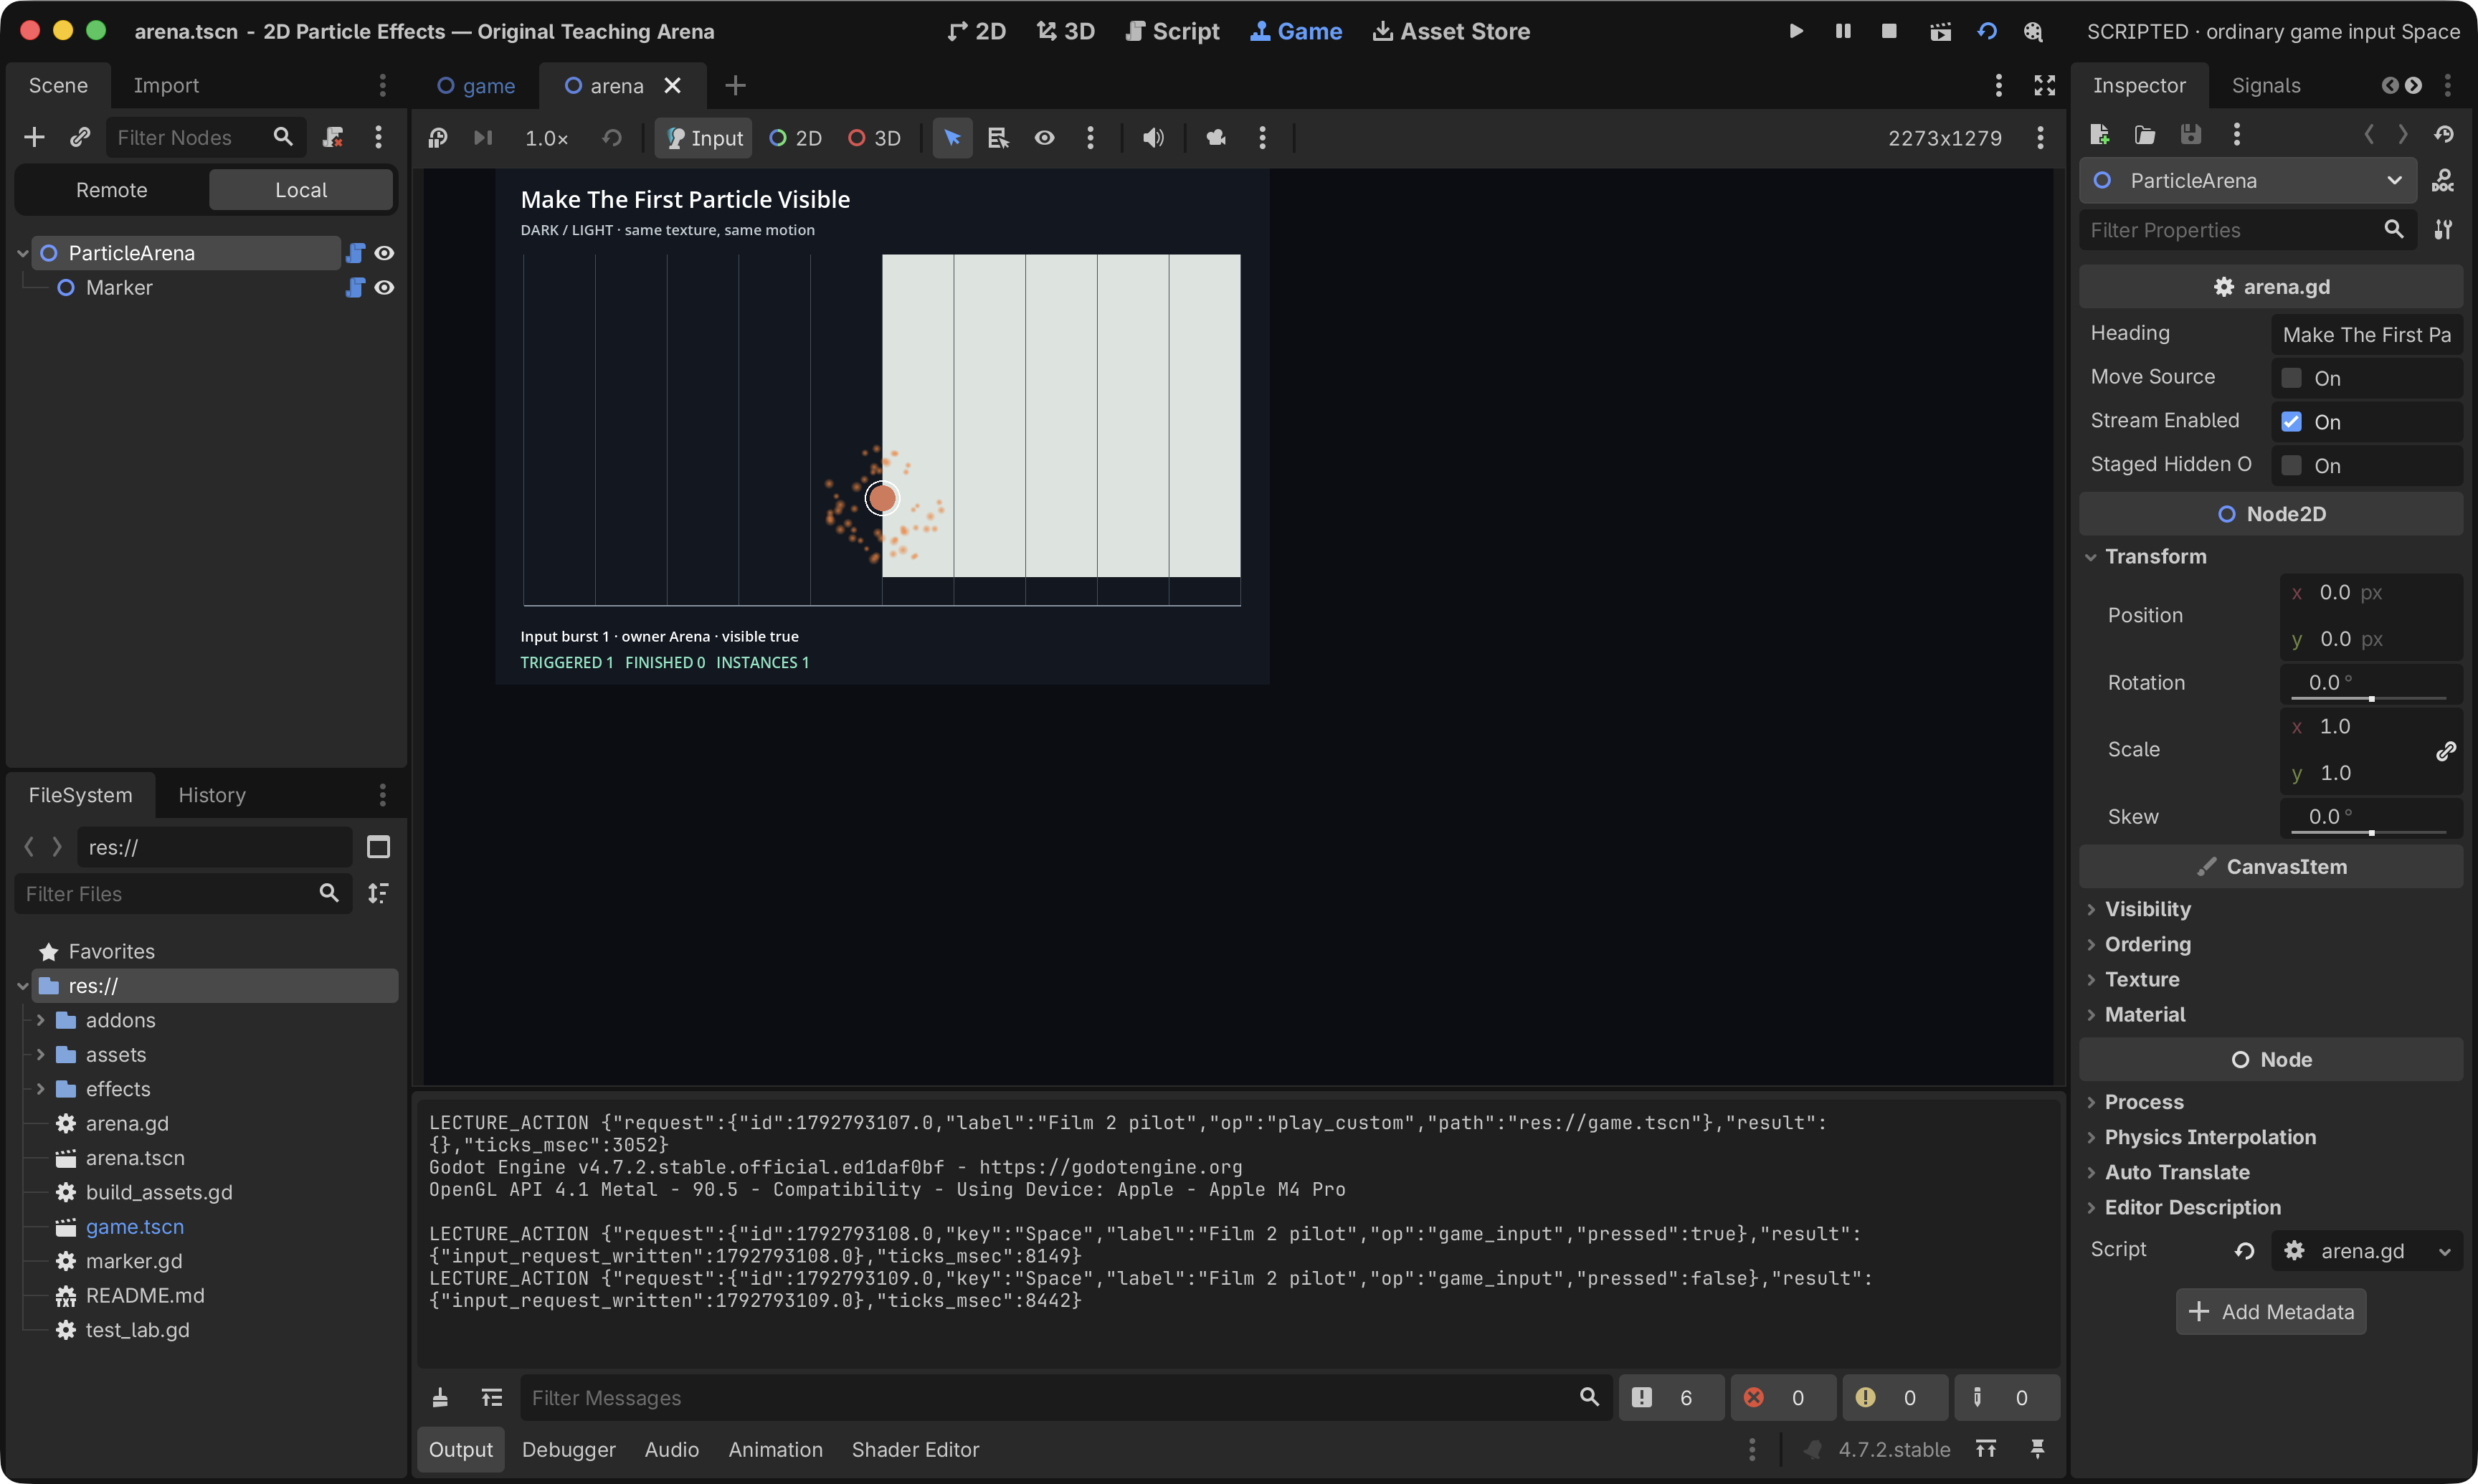 arena.tscn - 2D Particle Effects — Original Teaching Arena
2D
3D
Script
Game
Asset Store
SCRIPTED · ordinary game input Space
Scene
Import
game
arena
Inspector
Signals
Filter Nodes
1.0×
Input
2D
3D
2273x1279
Remote
Local
ParticleArena
Marker
Make The First Particle Visible
DARK / LIGHT · same texture, same motion
Input burst 1 · owner Arena · visible true
TRIGGERED 1 FINISHED 0 INSTANCES 1
ParticleArena
DOC
Filter Properties
arena.gd
Heading
Make The First Pa
Move Source
On
Stream Enabled
On
Staged Hidden O
On
Node2D
Transform
Position
x 0.0 px
y 0.0 px
Rotation
0.0 °
Scale
x 1.0
y 1.0
Skew
0.0 °
CanvasItem
Visibility
Ordering
Texture
Material
Node
Process
Physics Interpolation
Auto Translate
Editor Description
Script
arena.gd
Add Metadata
FileSystem
History
res://
Filter Files
Favorites
res://
addons
assets
effects
arena.gd
arena.tscn
build_assets.gd
game.tscn
marker.gd
TXT
README.md
test_lab.gd
LECTURE_ACTION {"request":{"id":1792793107.0,"label":"Film 2 pilot","op":"play_custom","path":"res://game.tscn"},"result":
{},"ticks_msec":3052}
Godot Engine v4.7.2.stable.official.ed1daf0bf - https://godotengine.org
OpenGL API 4.1 Metal - 90.5 - Compatibility - Using Device: Apple - Apple M4 Pro
LECTURE_ACTION {"request":{"id":1792793108.0,"key":"Space","label":"Film 2 pilot","op":"game_input","pressed":true},"result":
{"input_request_written":1792793108.0},"ticks_msec":8149}
LECTURE_ACTION {"request":{"id":1792793109.0,"key":"Space","label":"Film 2 pilot","op":"game_input","pressed":false},"result":
{"input_request_written":1792793109.0},"ticks_msec":8442}
Filter Messages
6
0
0
0
Output
Debugger
Audio
Animation
Shader Editor
4.7.2.stable